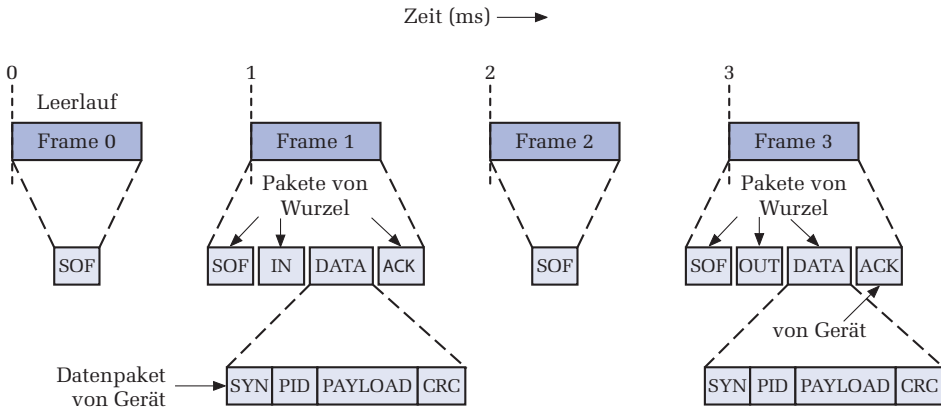 Zeit (ms)
0 1 2 3
Leerlauf
Frame 0 Frame 1 Frame 2 Frame 3
Pakete von
Wurzel
Pakete von
Wurzel
SOF SOF IN DATA ACK SOF SOF OUT DATA ACK
von Gerät
Datenpaket
von Gerät
SYN PID PAYLOAD CRC SYN PID PAYLOAD CRC